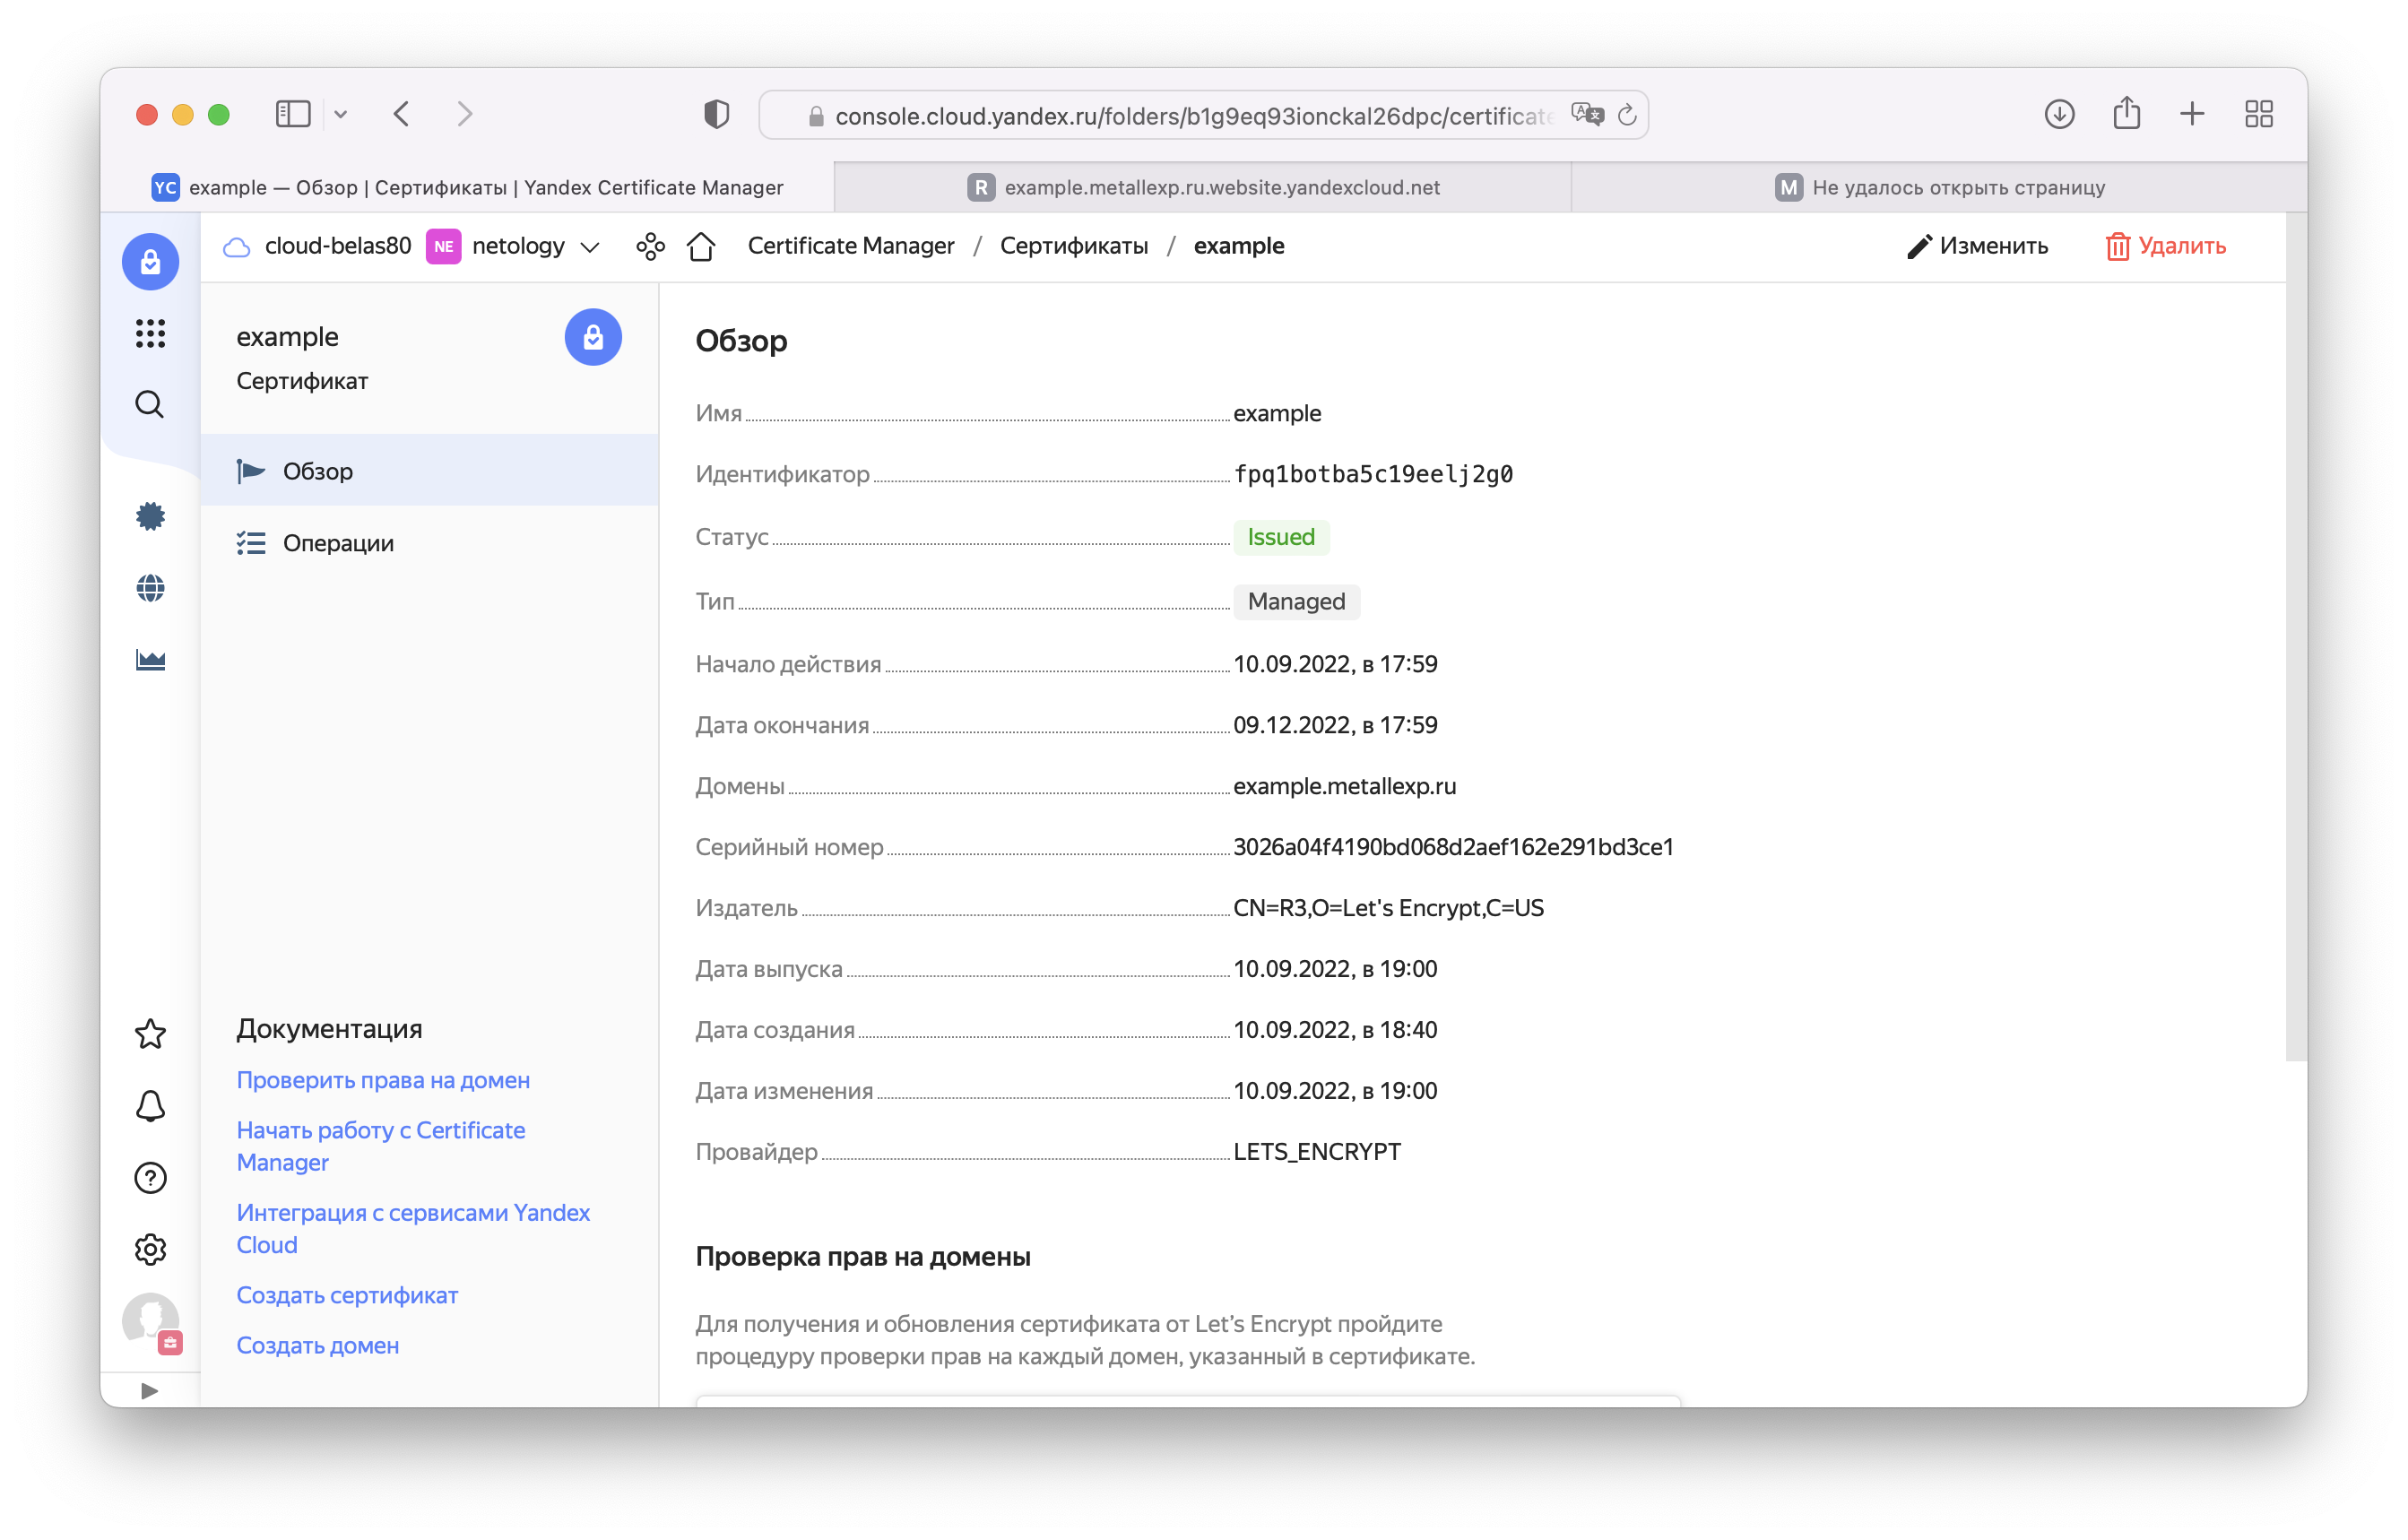 console.cloud.yandex.ru/folders/b1g9eq93ionckal26dpc/certificate
YC example — Обзор | Сертификаты | Yandex Certificate Manager
R example.metallexp.ru.website.yandexcloud.net
M Не удалось открыть страницу
cloud-belas80 NE netology
Certificate Manager / Сертификаты / example
Изменить
Удалить
example
Сертификат
Обзор
Операции
Документация
Проверить права на домен
Начать работу с Certificate
Manager
Интеграция с сервисами Yandex
Cloud
Создать сертификат
Создать домен
Обзор
Имя example
Идентификатор fpq1botba5c19eelj2g0
Статус Issued
Тип Managed
Начало действия 10.09.2022, в 17:59
Дата окончания 09.12.2022, в 17:59
Домены example.metallexp.ru
Серийный номер 3026a04f4190bd068d2aef162e291bd3ce1
Издатель CN=R3,O=Let's Encrypt,C=US
Дата выпуска 10.09.2022, в 19:00
Дата создания 10.09.2022, в 18:40
Дата изменения 10.09.2022, в 19:00
Провайдер LETS_ENCRYPT
Проверка прав на домены
Для получения и обновления сертификата от Let’s Encrypt пройдите
процедуру проверки прав на каждый домен, указанный в сертификате.